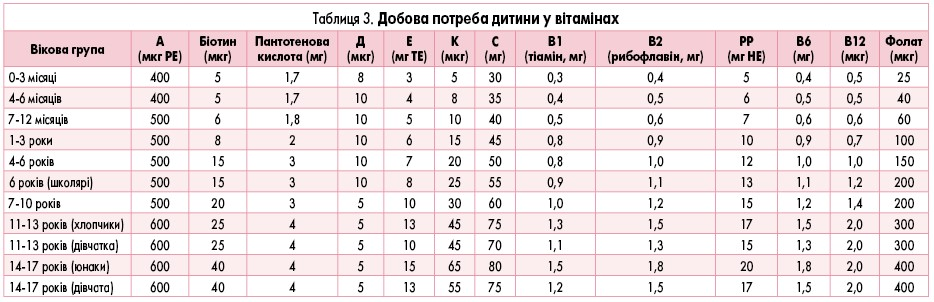 Таблиця 3. Добова потреба дитини у вітамінах
Вікова група А (мкг РЕ) Біотин (мкг) Пантотенова кислота (мг) Д (мкг) Е (мг ТЕ) К (мкг) С (мг) В1 (тіамін, мг) В2 (рибофлавін, мг) РР (мг НЕ) В6 (мг) В12 (мкг) Фолат (мкг)
0-3 місяці 400 5 1,7 8 3 5 30 0,3 0,4 5 0,4 0,5 25
4-6 місяців 400 5 1,7 10 4 8 35 0,4 0,5 6 0,5 0,5 40
7-12 місяців 500 6 1,8 10 5 10 40 0,5 0,6 7 0,6 0,6 60
1-3 роки 500 8 2 10 6 15 45 0,8 0,9 10 0,9 0,7 100
4-6 років 500 15 3 10 7 20 50 0,8 1,0 12 1,0 1,0 150
6 років (школярі) 500 15 3 10 8 25 55 0,9 1,1 13 1,1 1,2 200
7-10 років 500 20 3 5 10 30 60 1,0 1,2 15 1,2 1,4 200
11-13 років (хлопчики) 600 25 4 5 13 45 75 1,3 1,5 17 1,5 2,0 300
11-13 років (дівчатка) 600 25 4 5 10 45 70 1,1 1,3 15 1,3 2,0 300
14-17 років (юнаки) 600 40 4 5 15 65 80 1,5 1,8 20 1,8 2,0 400
14-17 років (дівчата) 600 40 4 5 13 55 75 1,2 1,5 17 1,5 2,0 400